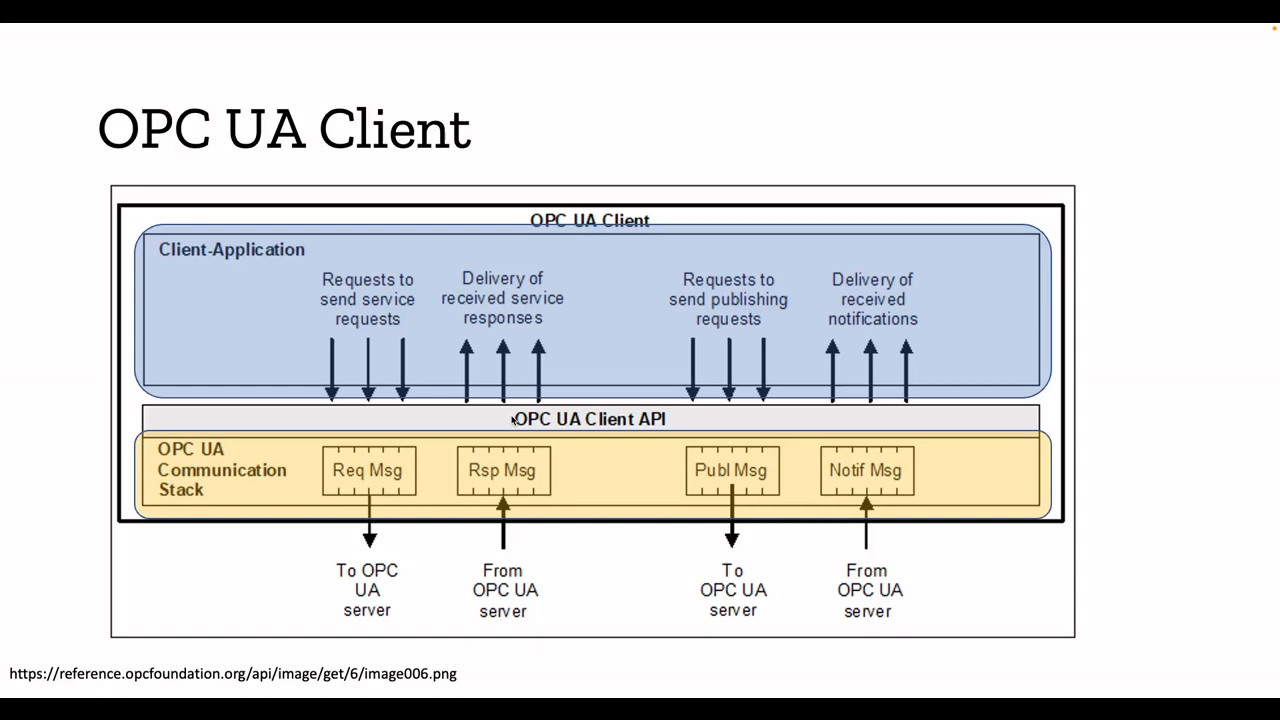 OPC UA Client
OPC UA Client
Client-Application
Requests to
send service
requests
Delivery of
received service
responses
Requests to
send publishing
requests
Delivery of
received
notifications
OPC UA Client API
OPC UA
Communication
Stack
Req Msg
Rsp Msg
Publ Msg
Notif Msg
To OPC
UA
server
From
OPC UA
server
To
OPC UA
server
From
OPC UA
server
https://reference.opcfoundation.org/api/image/get/6/image006.png